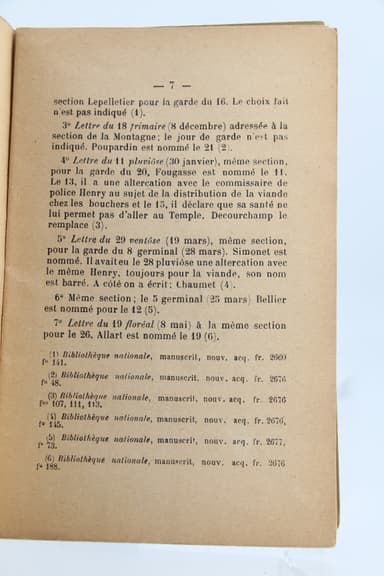 — 7 —
section Lepelletier pour la garde du 16. Le choix fait
n'est pas indiqué (1).
3° Lettre du 18 frimaire (8 décembre) adressée à la
section de la Montagne; le jour de garde n'est pas
indiqué. Poupardin est nommé le 21 (2).
4° Lettre du 11 pluviôse (30 janvier), même section,
pour la garde du 20, Fougasse est nommé le 11.
Le 13, il a une altercation avec le commissaire de
police Henry au sujet de la distribution de la viande
chez les bouchers et le 15, il déclare que sa santé ne
lui permet pas d'aller au Temple. Decourchamp le
remplace (3).
5° Lettre du 29 ventôse (19 mars), même section,
pour la garde du 8 germinal (28 mars). Simonet est
nommé. Il avait eu le 28 pluviôse une altercation avec
le même Henry, toujours pour la viande, son nom
est barré. A côté on a écrit: Chaumet (4).
6° Même section; le 5 germinal (25 mars) Bellier
est nommé pour le 12 (5).
7° Lettre du 19 floréal (8 mai) à la même section
pour le 26. Allart est nommé le 19 (6).
(1) Bibliothèque nationale, manuscrit, nouv. acq. fr. 2660
f° 141.
(2) Bibliothèque nationale, manuscrit, nouv. acq. fr. 2676
f° 48.
(3) Bibliothèque nationale, manuscrit, nouv. acq. fr. 2676
fos 107, 111, 113.
(4) Bibliothèque nationale, manuscrit, nouv. acq. fr. 2676,
f° 145.
(5) Bibliothèque nationale, manuscrit, nouv. acq. fr. 2677,
f° 73.
(6) Bibliothèque nationale, manuscrit, nouv. acq. fr. 2676
f° 188.